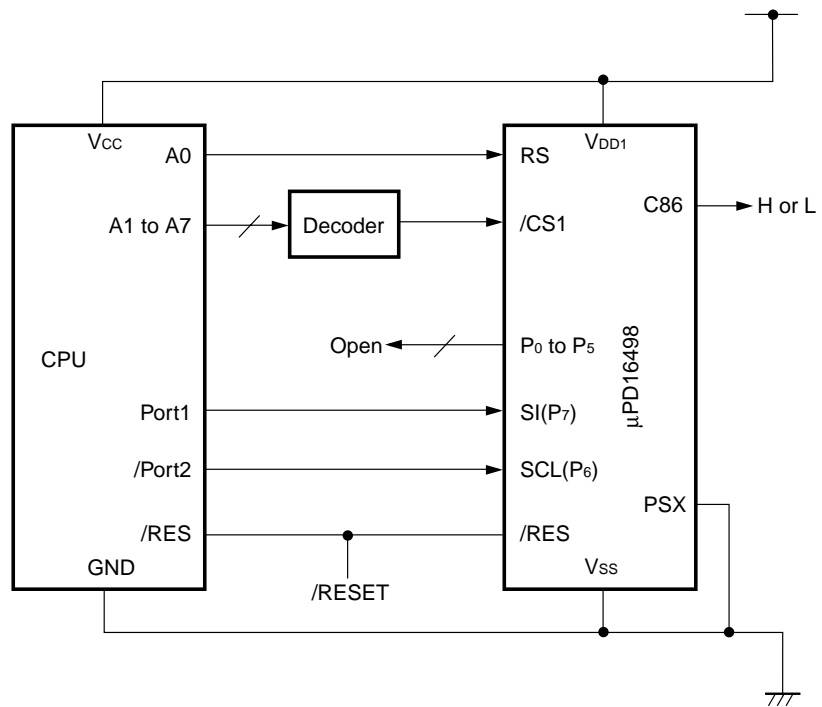 VCC
VDD1
A0
RS
A1 to A7
Decoder
/CS1
C86
H or L
Open
P0 to P5
CPU
μPD16498
Port1
SI(P7)
/Port2
SCL(P6)
PSX
/RES
/RES
GND
/RESET
VSS